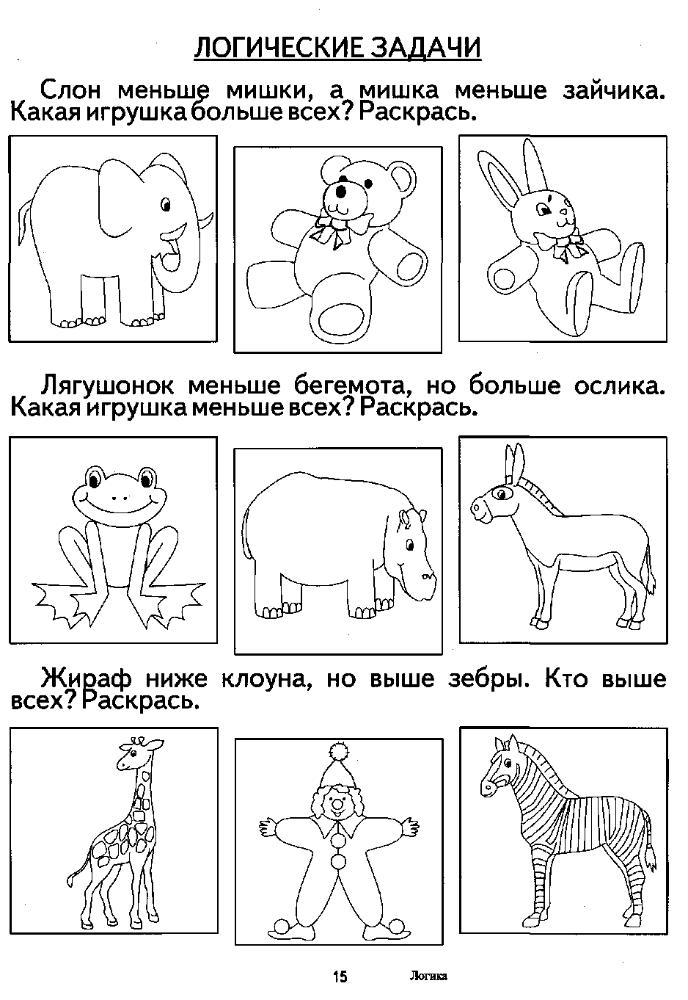 ЛОГИЧЕСКИЕ ЗАДАЧИ
Слон меньше мишки, а мишка меньше зайчика.
Какая игрушка больше всех? Раскрась.
Лягушонок меньше бегемота, но больше ослика.
Какая игрушка меньше всех? Раскрась.
Жираф ниже клоуна, но выше зебры. Кто выше
всех? Раскрась.
15 Логика